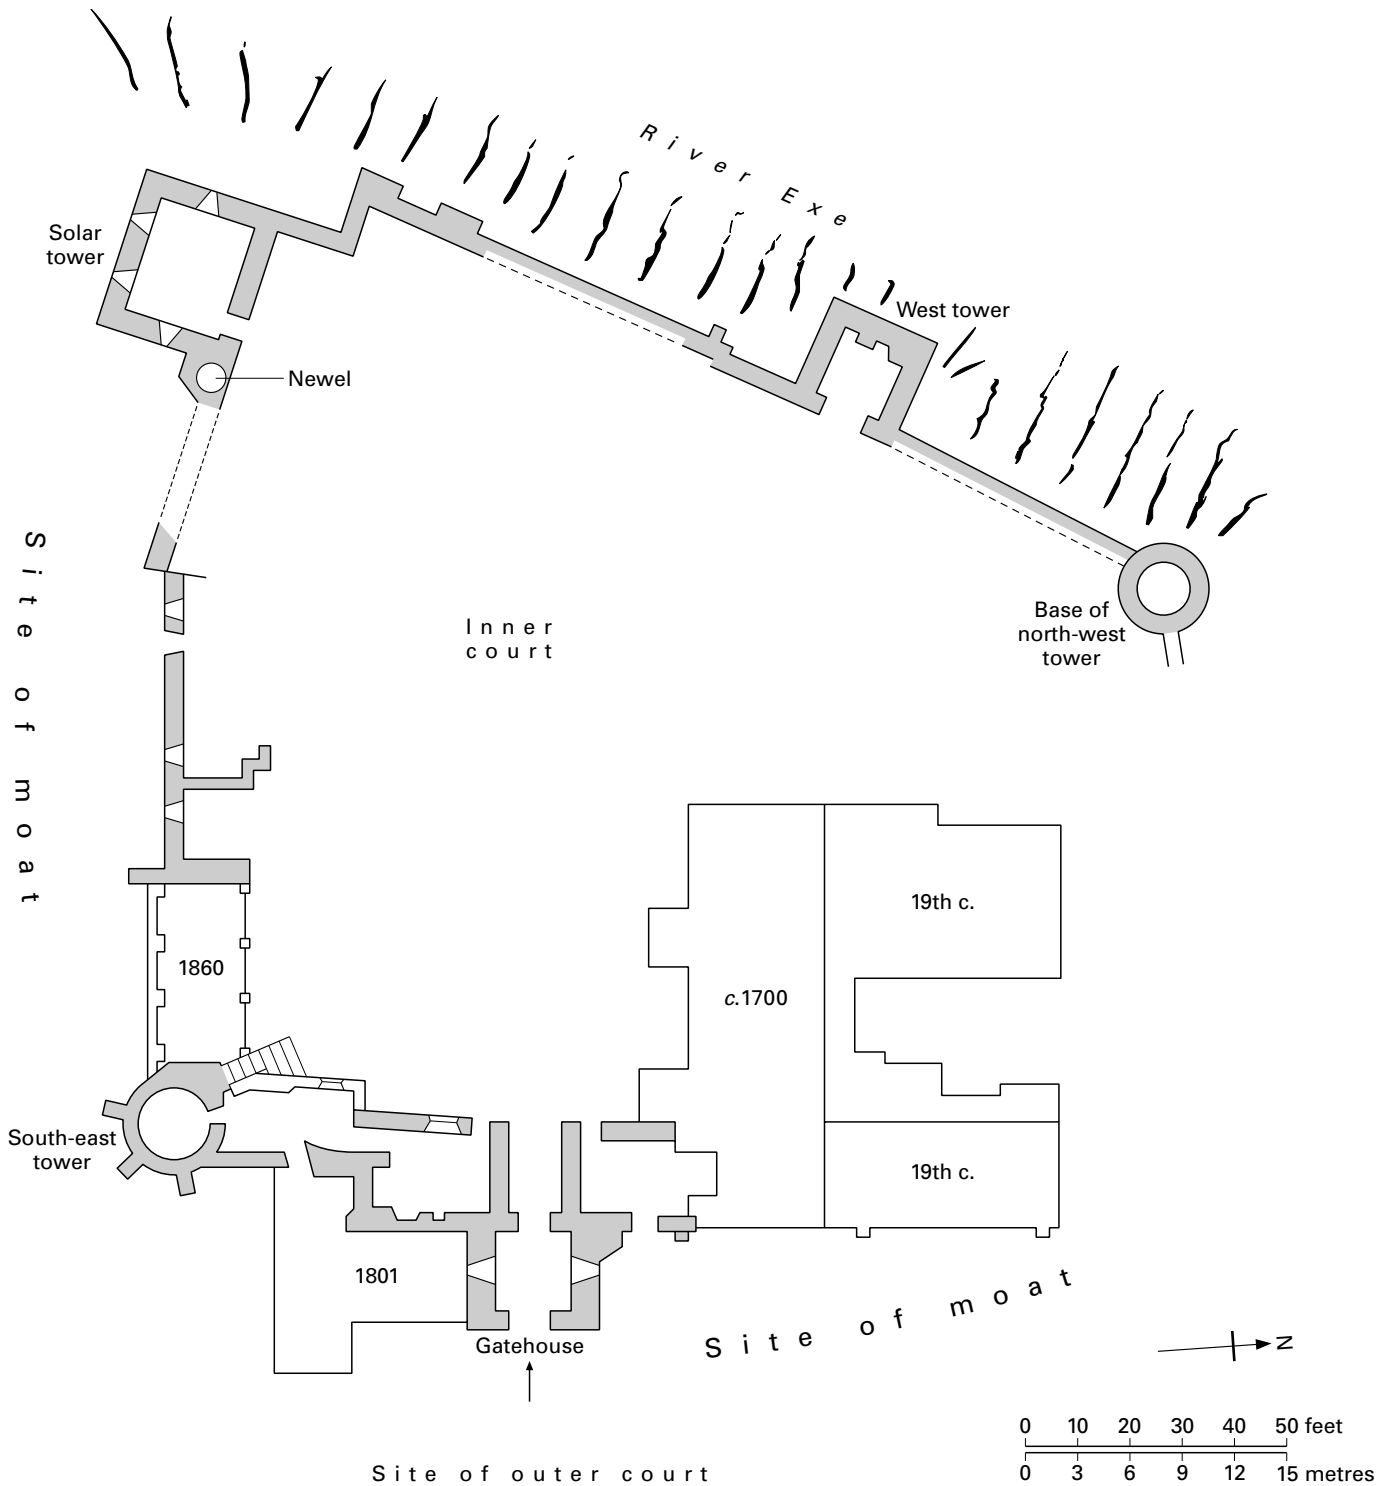 River Exe
Solar
tower
West tower
Newel
Site of moat
Inner
court
Base of
north-west
tower
19th c.
1860
c.1700
South-east
tower
19th c.
1801
Site of moat
Gatehouse
N
0 10 20 30 40 50 feet
0 3 6 9 12 15 metres
Site of outer court